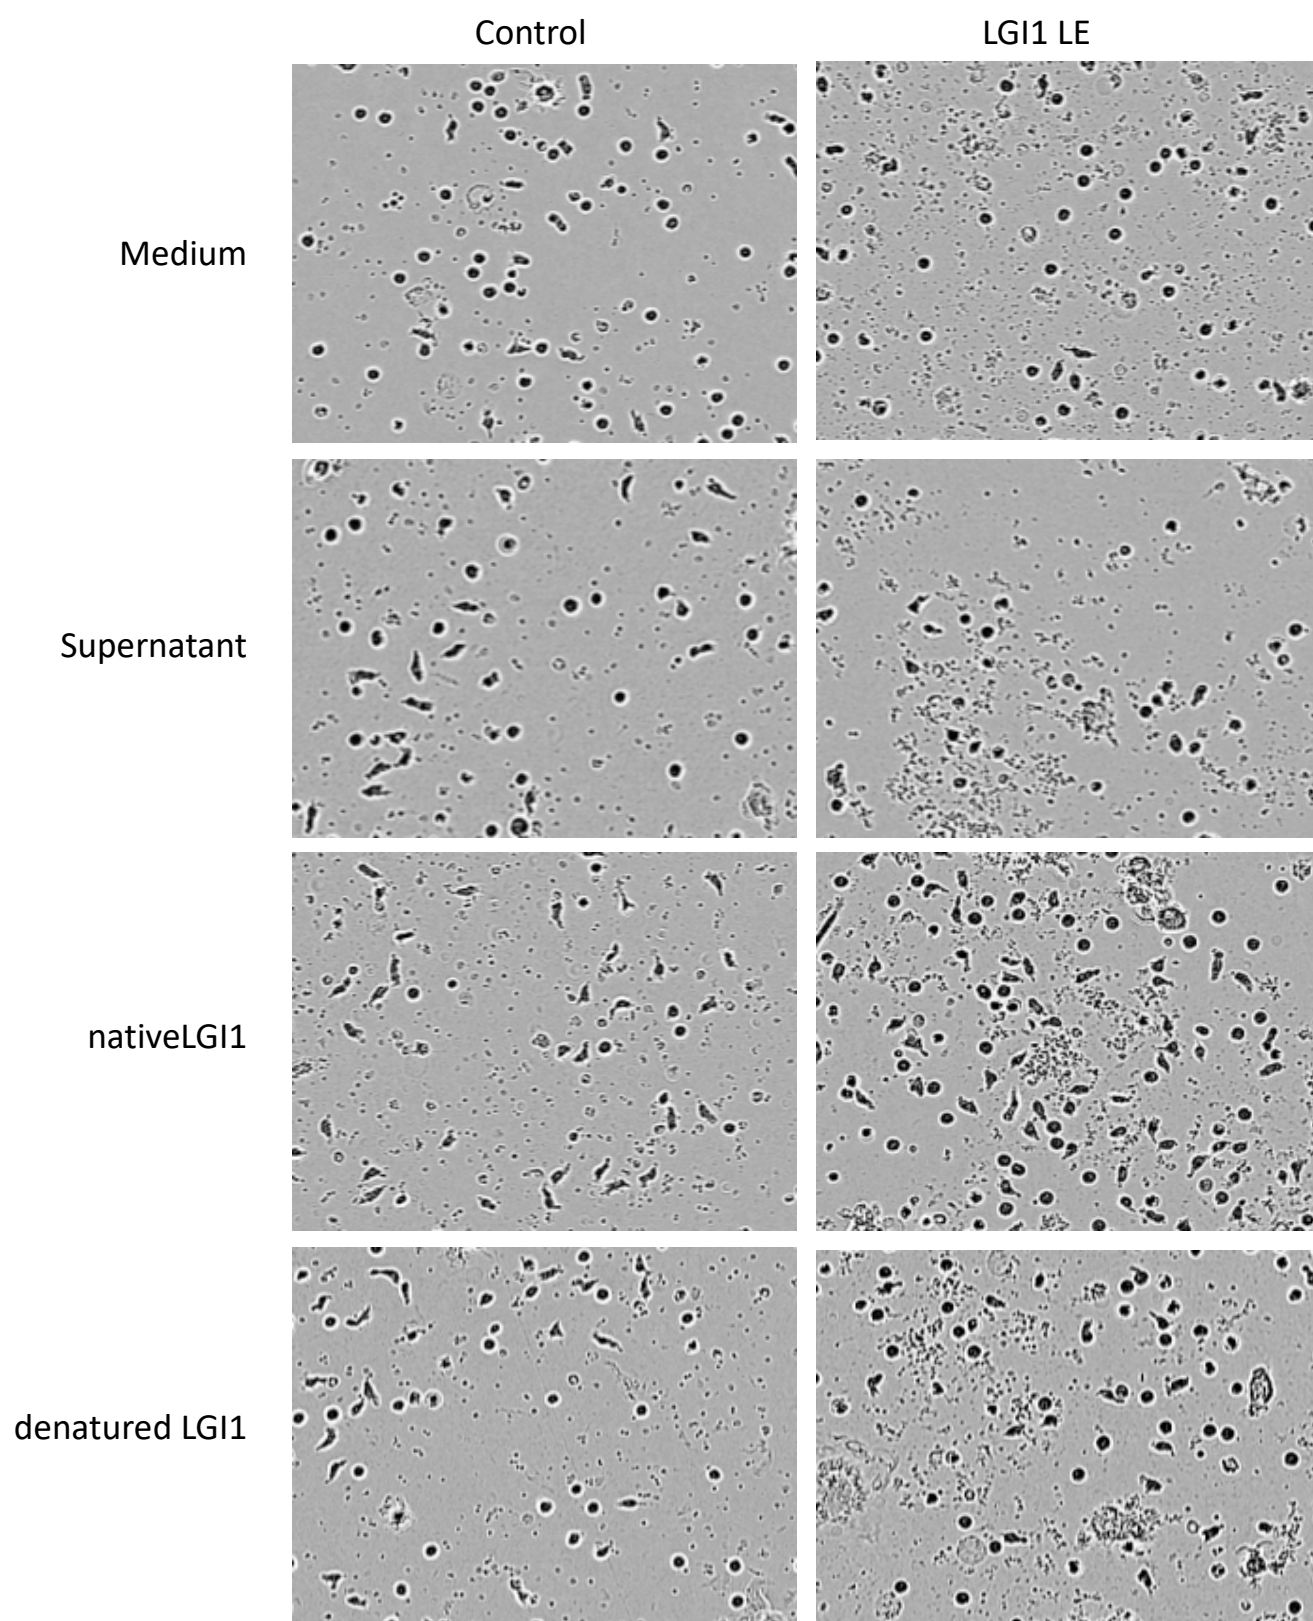 Control LGI1 LE
Medium
Supernatant
nativeLGI1
denatured LGI1